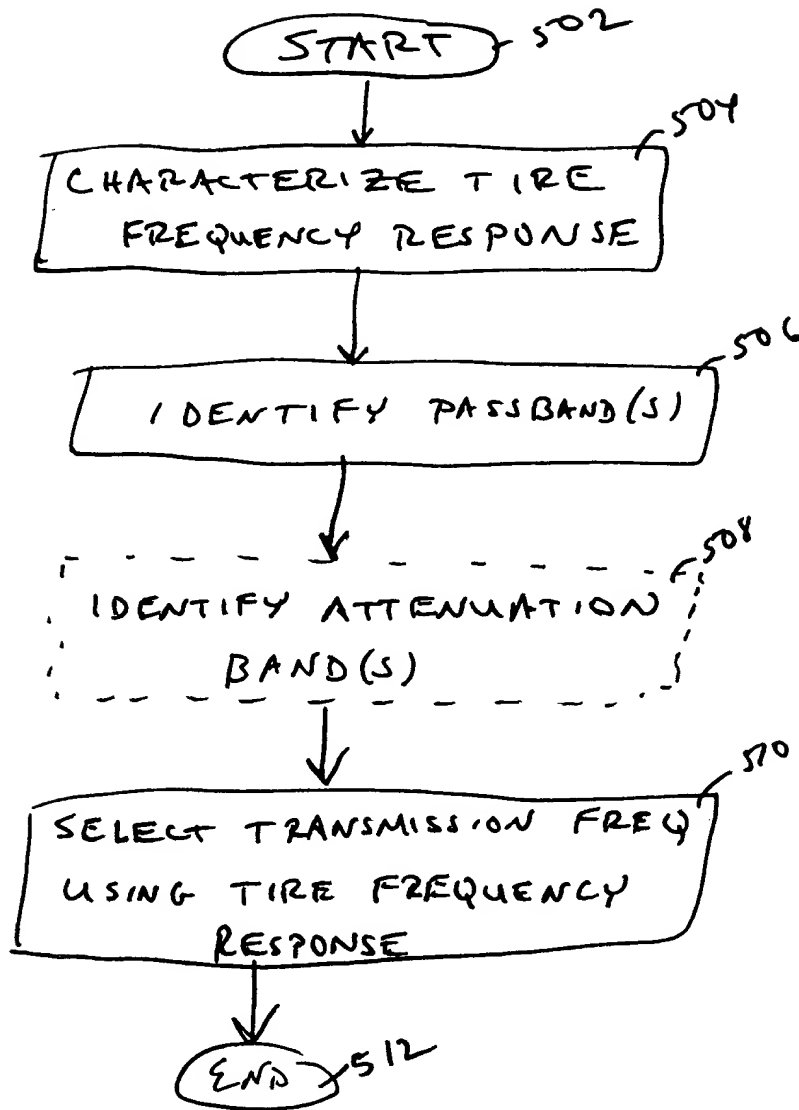 START 502
504
CHARACTERIZE TIRE
FREQUENCY RESPONSE
506
IDENTIFY PASSBAND(S)
508
IDENTIFY ATTENUATION
BAND(S)
510
SELECT TRANSMISSION FREQ
USING TIRE FREQUENCY
RESPONSE
END 512